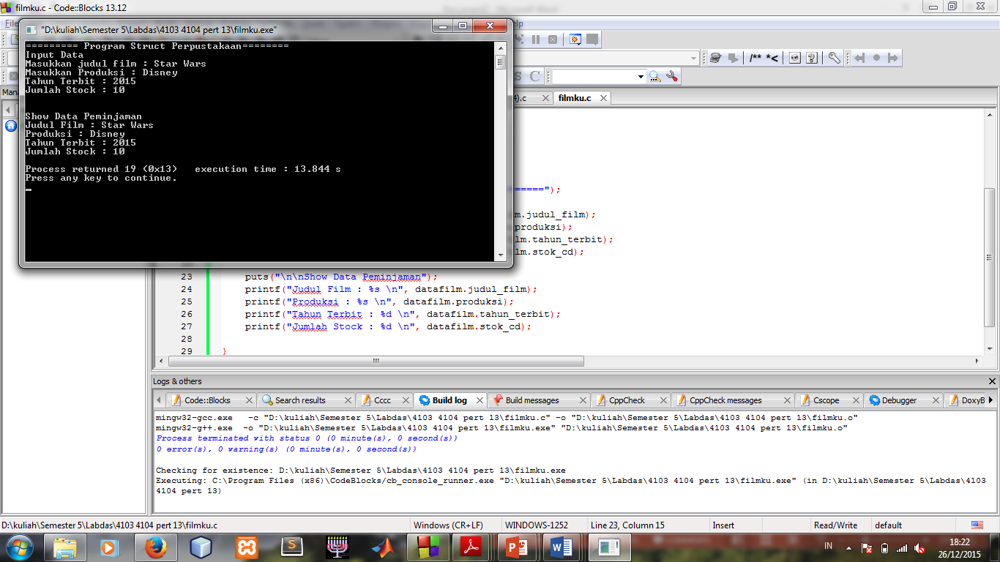 filmku.c - Code::Blocks 13.12
"D:\kuliah\Semester 5\Labdas\4103 4104 pert 13\filmku.exe"
========= Program Struct Perpustakaan========
Input Data
Masukkan judul film : Star Wars
Masukkan Produksi : Disney
Tahun Terbit : 2015
Jumlah Stock : 10
Show Data Peminjaman
Judul Film : Star Wars
Produksi : Disney
Tahun Terbit : 2015
Jumlah Stock : 10
Process returned 19 (0x13)   execution time : 13.844 s
Press any key to continue.
/** *<
S C
Mana
4).c
filmku.c
=====");
m.judul_film);
produksi);
lm.tahun_terbit);
lm.stok_cd);
23 puts("\n\nShow Data Peminjaman");
24 printf("Judul Film : %s \n", datafilm.judul_film);
25 printf("Produksi : %s \n", datafilm.produksi);
26 printf("Tahun Terbit : %d \n", datafilm.tahun_terbit);
27 printf("Jumlah Stock : %d \n", datafilm.stok_cd);
28
29 }
Logs & others
Code::Blocks Search results Cccc Build log Build messages CppCheck CppCheck messages Cscope Debugger DoxyB
mingw32-gcc.exe   -c "D:\kuliah\Semester 5\Labdas\4103 4104 pert 13\filmku.c" -o "D:\kuliah\Semester 5\Labdas\4103 4104 pert 13\filmku.o"
mingw32-g++.exe  -o "D:\kuliah\Semester 5\Labdas\4103 4104 pert 13\filmku.exe" "D:\kuliah\Semester 5\Labdas\4103 4104 pert 13\filmku.o"
Process terminated with status 0 (0 minute(s), 0 second(s))
0 error(s), 0 warning(s) (0 minute(s), 0 second(s))
Checking for existence: D:\kuliah\Semester 5\Labdas\4103 4104 pert 13\filmku.exe
Executing: C:\Program Files (x86)\CodeBlocks/cb_console_runner.exe "D:\kuliah\Semester 5\Labdas\4103 4104 pert 13\filmku.exe" (in D:\kuliah\Semester 5\Labdas\4103
4104 pert 13)
D:\kuliah\Semester 5\Labdas\4103 4104 pert 13\filmku.c Windows (CR+LF) WINDOWS-1252 Line 23, Column 15 Insert Read/Write default
IN
18:22
26/12/2015